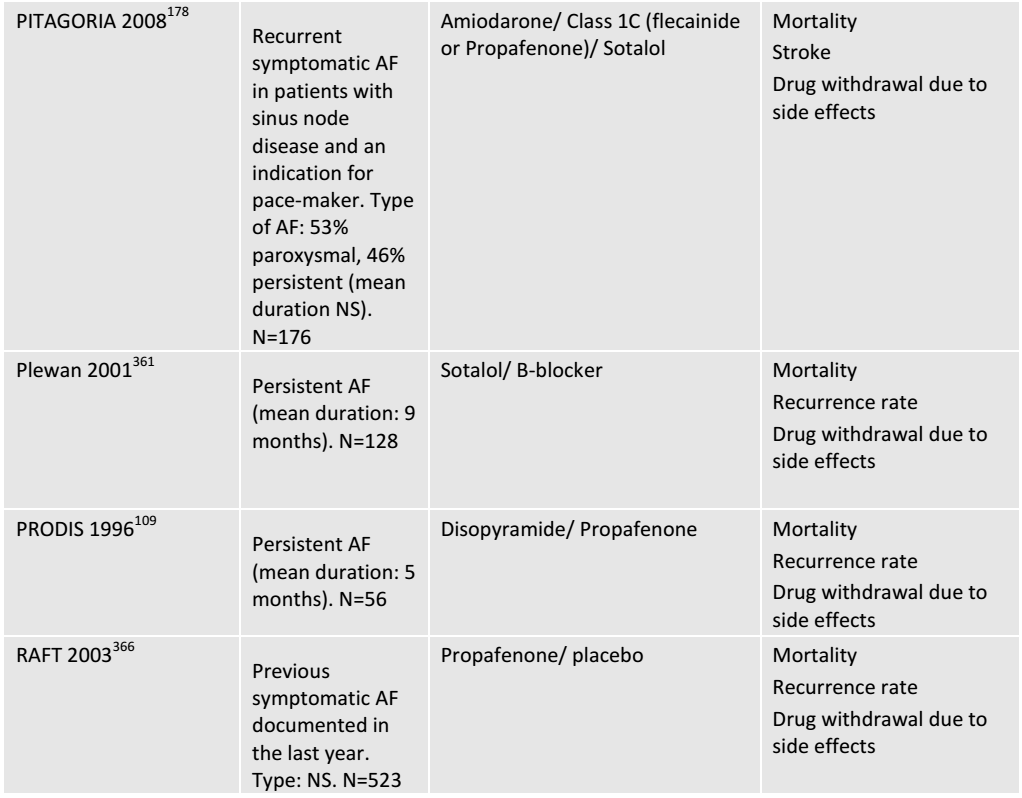 PITAGORIA 2008178
Recurrent
symptomatic AF
in patients with
sinus node
disease and an
indication for
pace-maker. Type
of AF: 53%
paroxysmal, 46%
persistent (mean
duration NS).
N=176
Amiodarone/ Class 1C (flecainide
or Propafenone)/ Sotalol
Mortality
Stroke
Drug withdrawal due to
side effects
Plewan 2001361
Persistent AF
(mean duration: 9
months). N=128
Sotalol/ B-blocker
Mortality
Recurrence rate
Drug withdrawal due to
side effects
PRODIS 1996109
Persistent AF
(mean duration: 5
months). N=56
Disopyramide/ Propafenone
Mortality
Recurrence rate
Drug withdrawal due to
side effects
RAFT 2003366
Previous
symptomatic AF
documented in
the last year.
Type: NS. N=523
Propafenone/ placebo
Mortality
Recurrence rate
Drug withdrawal due to
side effects